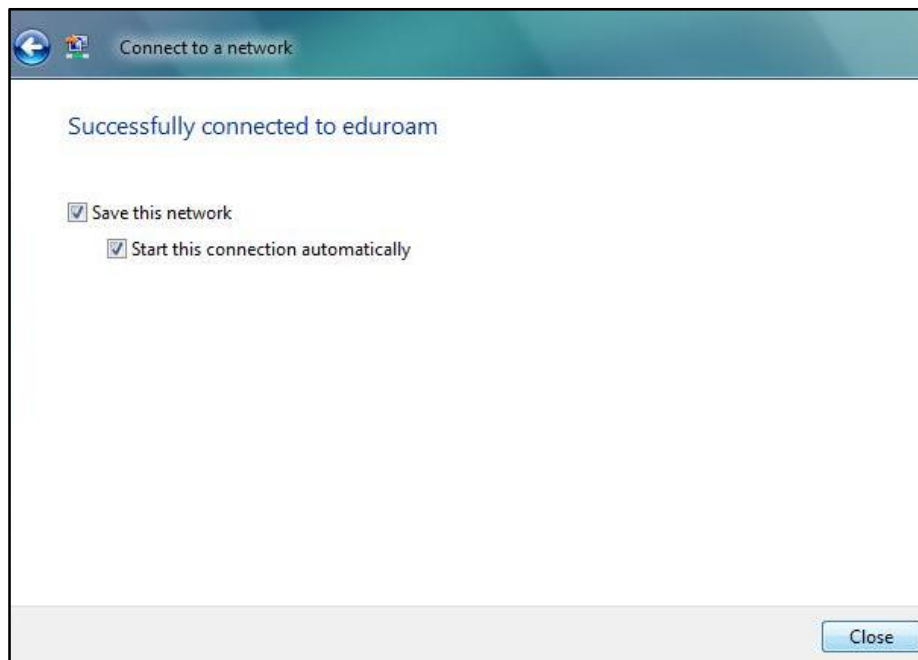 Connect to a network
Successfully connected to eduroam
Save this network
Start this connection automatically
Close